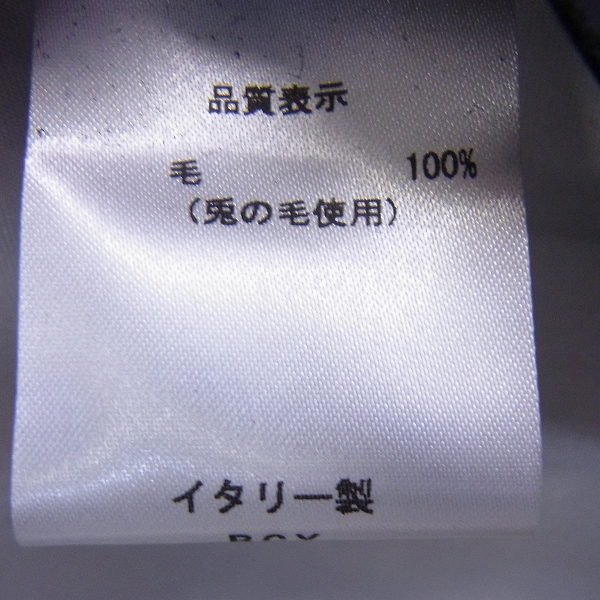 品質表示
毛 100%
(兎の毛使用)
イタリー製